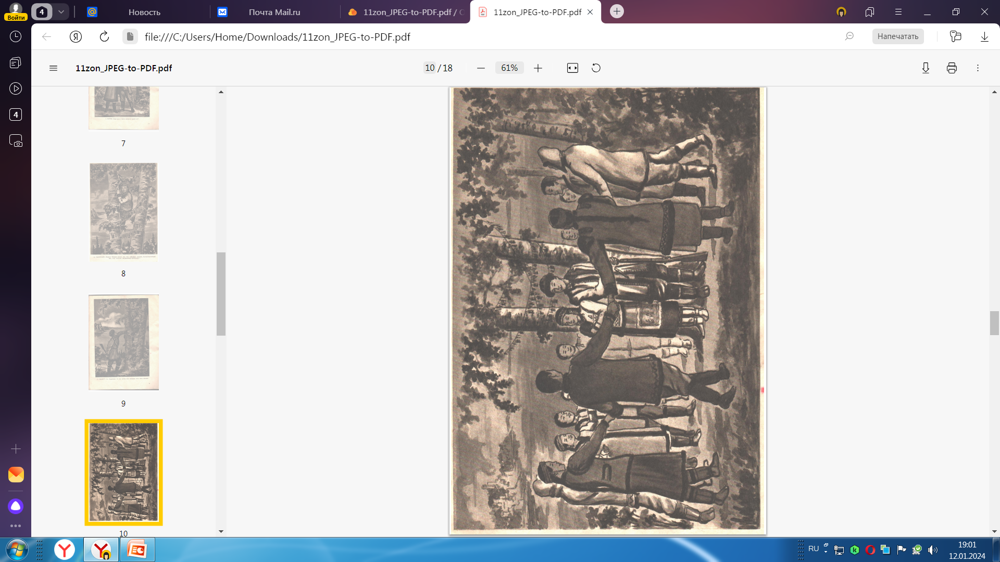 4
Новость
Почта Mail.ru
11zon_JPEG-to-PDF.pdf / О
11zon_JPEG-to-PDF.pdf
Войти
file:///C:/Users/Home/Downloads/11zon_JPEG-to-PDF.pdf
Напечатать
11zon_JPEG-to-PDF.pdf
10 / 18
61%
4
7
8
9
10
RU
19:01
12.01.2024